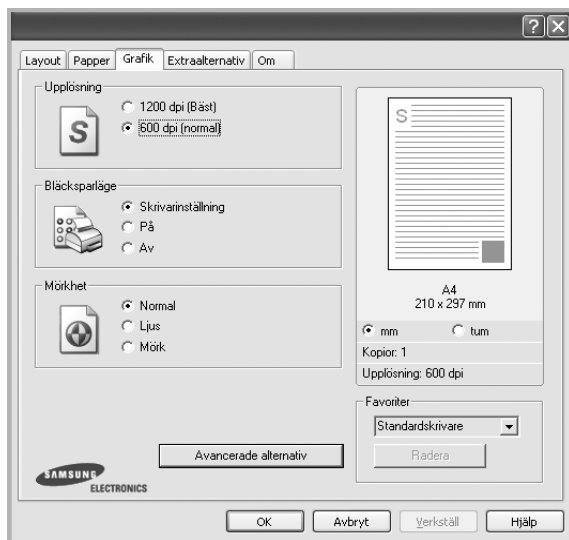 Layout Papper Grafik Extraalternativ Om
Upplösning
1200 dpi (Bäst)
600 dpi (normal)
S
Bläcksparläge
Skrivarinställning
På
Av
Mörkhet
Normal
Ljus
Mörk
S
A4
210 x 297 mm
mm tum
Kopior: 1
Upplösning: 600 dpi
Favoriter
Standardskrivare
Radera
Avancerade alternativ
SAMSUNG
ELECTRONICS
OK Avbryt Verkställ Hjälp